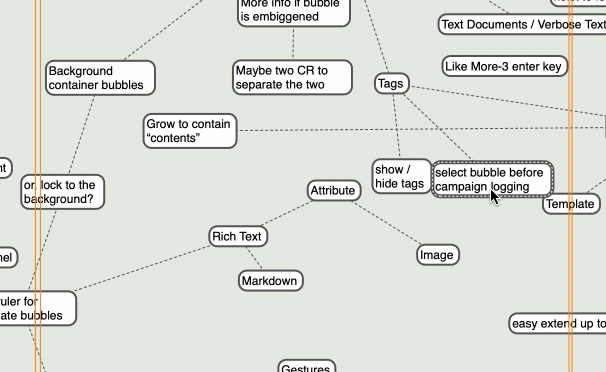 More info if bubble
is embiggened
Text Documents / Verbose Text
Background
container bubbles
Maybe two CR to
separate the two
Like More-3 enter key
Tags
Grow to contain
“contents”
show /
hide tags
select bubble before
campaign logging
or, lock to the
background?
Attribute
Template
Rich Text
Image
Markdown
uler for
ate bubbles
easy extend up to
Gestures